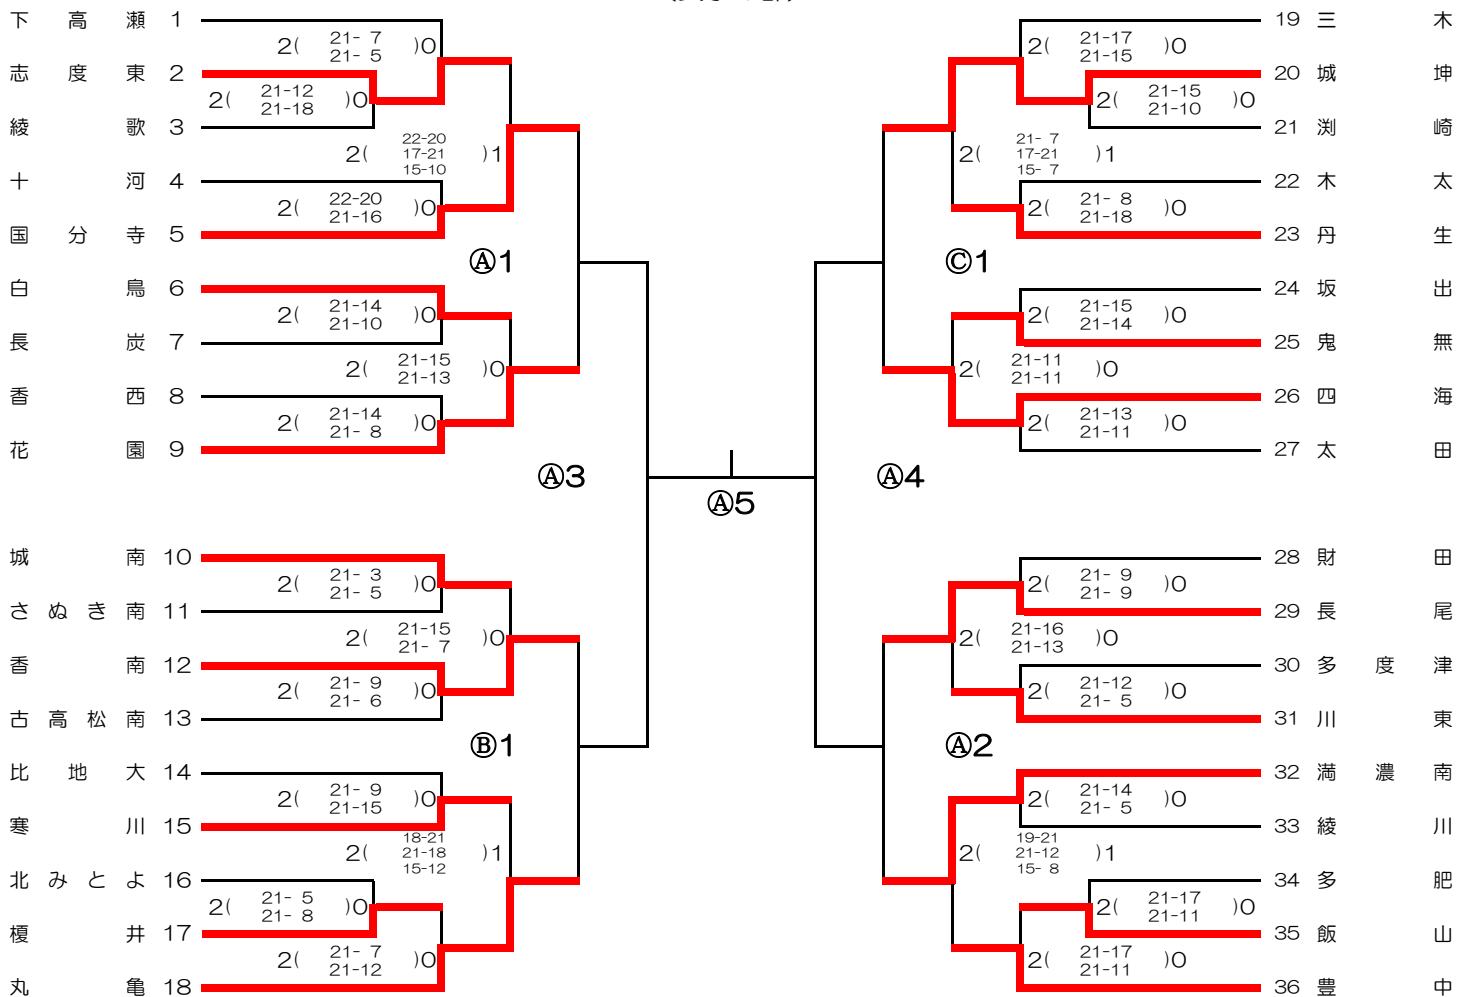 下高瀬 1
2( 21- 7 )0
21- 5
志度東 2
2( 21-12 )0
21-18
綾歌 3
2( 22-20 )1
17-21
15-10
十河 4
2( 22-20 )0
21-16
国分寺 5
Ⓐ1
白鳥 6
2( 21-14 )0
21-10
長炭 7
2( 21-15 )0
21-13
香西 8
2( 21-14 )0
21- 8
花園 9
Ⓐ3
城南 10
2( 21- 3 )0
21- 5
さぬき南 11
2( 21-15 )0
21- 7
香南 12
2( 21- 9 )0
21- 6
古高松南 13
Ⓑ1
比地大 14
2( 21- 9 )0
21-15
寒川 15
2( 18-21 )1
21-18
15-12
北みとよ 16
2( 21- 5 )0
21- 8
榎井 17
2( 21- 7 )0
21-12
丸亀 18
Ⓐ5
19 三木
2( 21-17 )0
21-15
20 城坤
2( 21-15 )0
21-10
21 渕崎
2( 21- 7 )1
17-21
15- 7
22 木太
2( 21- 8 )0
21-18
23 丹生
Ⓒ1
24 坂出
2( 21-15 )0
21-14
25 鬼無
2( 21-11 )0
21-11
26 四海
2( 21-13 )0
21-11
27 太田
Ⓐ4
28 財田
2( 21- 9 )0
21- 9
29 長尾
2( 21-16 )0
21-13
30 多度津
2( 21-12 )0
21- 5
31 川東
Ⓐ2
32 満濃南
2( 21-14 )0
21- 5
33 綾川
2( 19-21 )1
21-12
15- 8
34 多肥
2( 21-17 )0
21-11
35 飯山
2( 21-17 )0
21-11
36 豊中